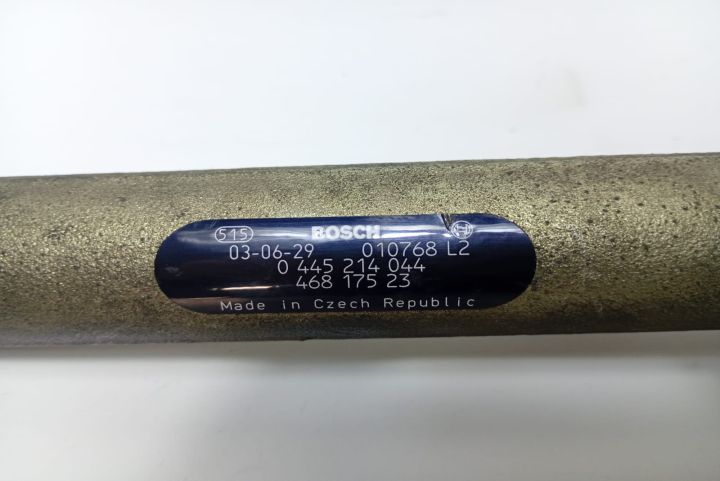 515 BOSCH
03-06-29 010768 L2
0 445 214 044
468 175 23
Made in Czech Republic